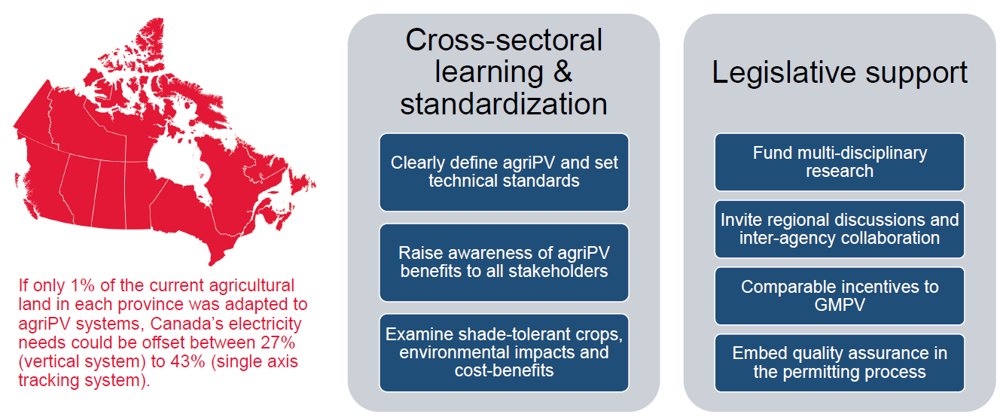 If only 1% of the current agricultural
land in each province was adapted to
agriPV systems, Canada's electricity
needs could be offset between 27%
(vertical system) to 43% (single axis
tracking system).
Cross-sectoral
learning &
standardization
Clearly define agriPV and set
technical standards
Raise awareness of agriPV
benefits to all stakeholders
Examine shade-tolerant crops,
environmental impacts and
cost-benefits
Legislative support
Fund multi-disciplinary
research
Invite regional discussions and
inter-agency collaboration
Comparable incentives to
GMPV
Embed quality assurance in
the permitting process